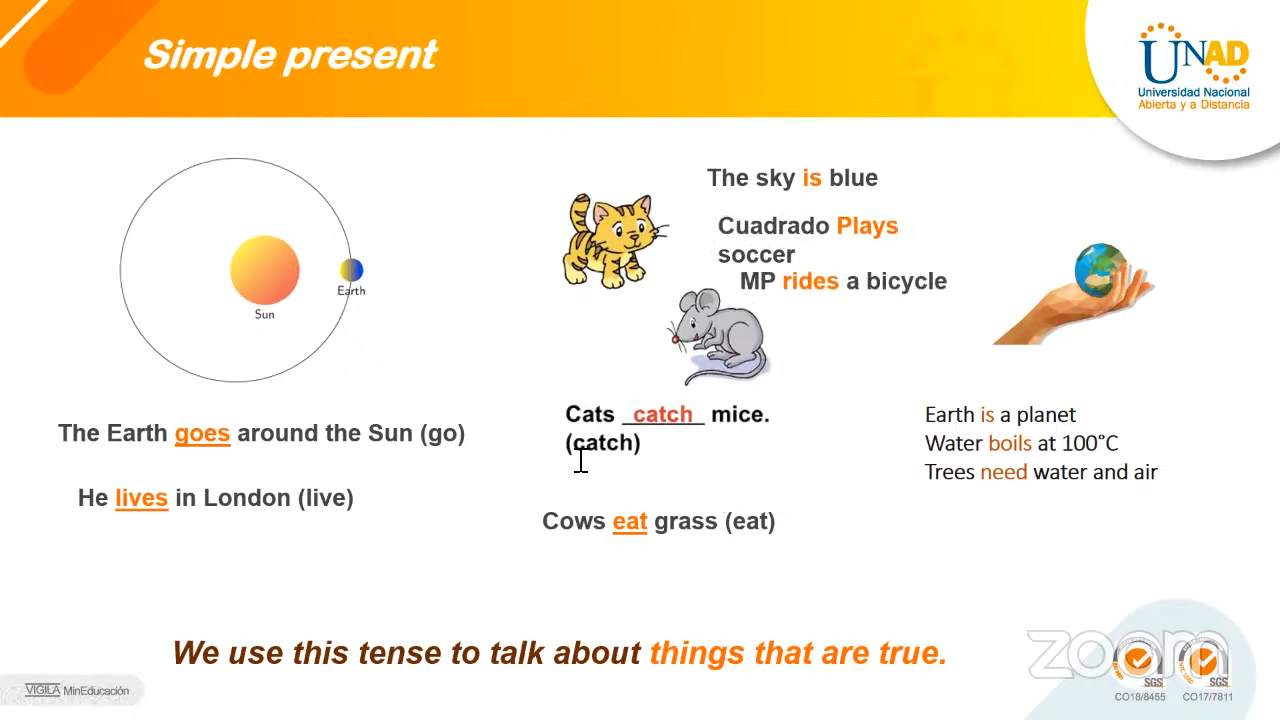 Simple present
UNAD
Universidad Nacional
Abierta y a Distancia
Sun
Earth
The Earth goes around the Sun (go)
He lives in London (live)
The sky is blue
Cuadrado Plays
soccer
MP rides a bicycle
Cats catch mice.
(catch)
Cows eat grass (eat)
Earth is a planet
Water boils at 100°C
Trees need water and air
We use this tense to talk about things that are true.
VIGILA MinEducación
zoom
SGS
SGS
CO18/8455
CO17/7811